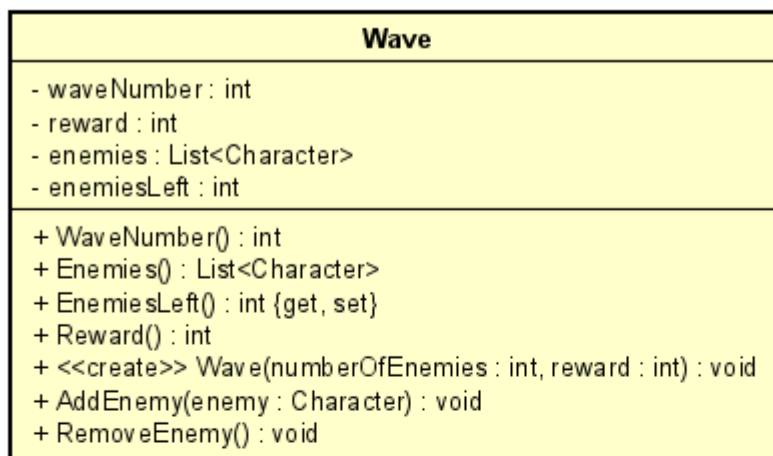 Wave
- waveNumber : int
- reward : int
- enemies : List<Character>
- enemiesLeft : int
+ WaveNumber() : int
+ Enemies() : List<Character>
+ EnemiesLeft() : int {get, set}
+ Reward() : int
+ <<create>> Wave(numberOfEnemies : int, reward : int) : void
+ AddEnemy(enemy : Character) : void
+ RemoveEnemy() : void